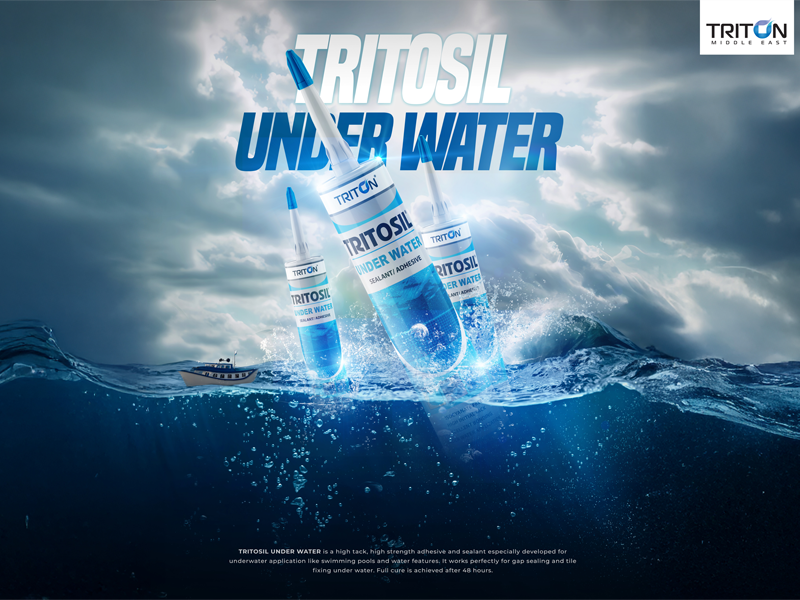 TRITON
MIDDLE EAST
TRITOSIL
UNDER WATER
TRITON
TRITOSIL
UNDER WATER
SEALANT/ADHESIVE
TRITON
TRITOSIL
UNDER WATER
SEALANT/ADHESIVE
TRITON
TRITOSIL
UNDER WATER
TRITOSIL UNDER WATER is a high tack, high strength adhesive and sealant especially developed for
underwater application like swimming pools and water features. It works perfectly for gap sealing and tile
fixing under water. Full cure is achieved after 48 hours.